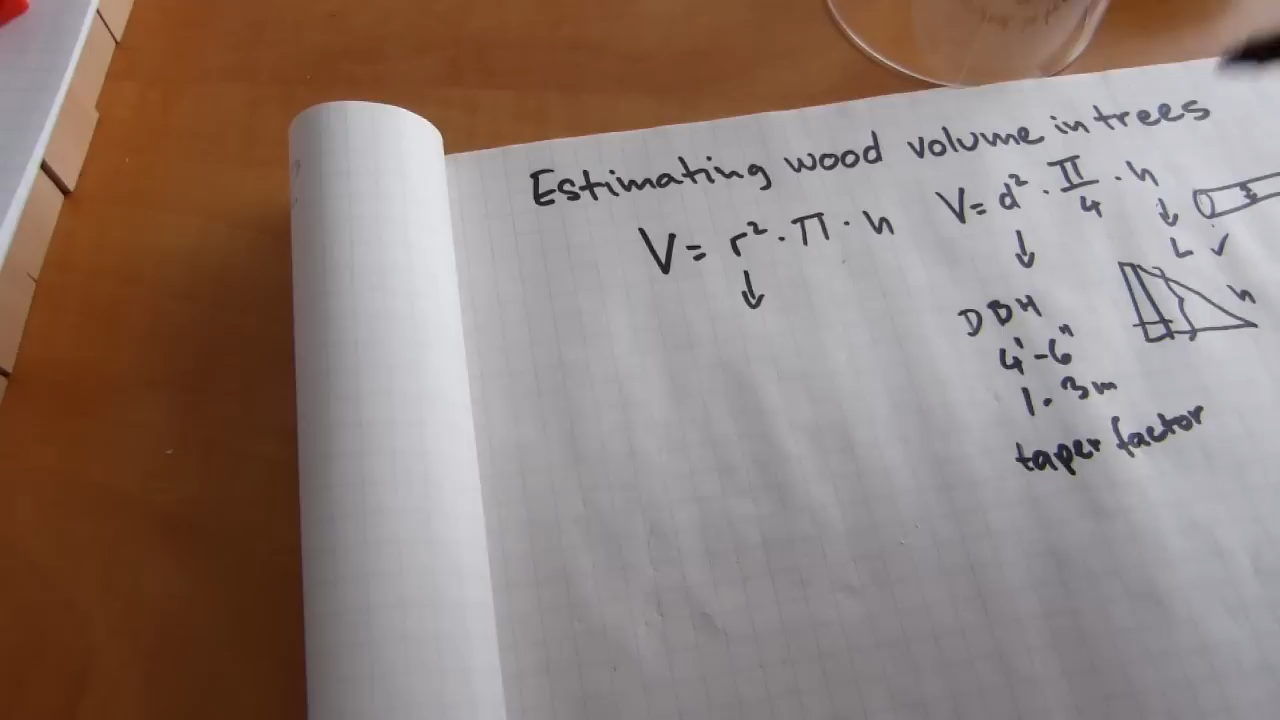 Estimating wood volume in trees
V = r² · π · h
V = d² · π/4 · h
L
h
DBH
4'-6"
1.3m
taper factor